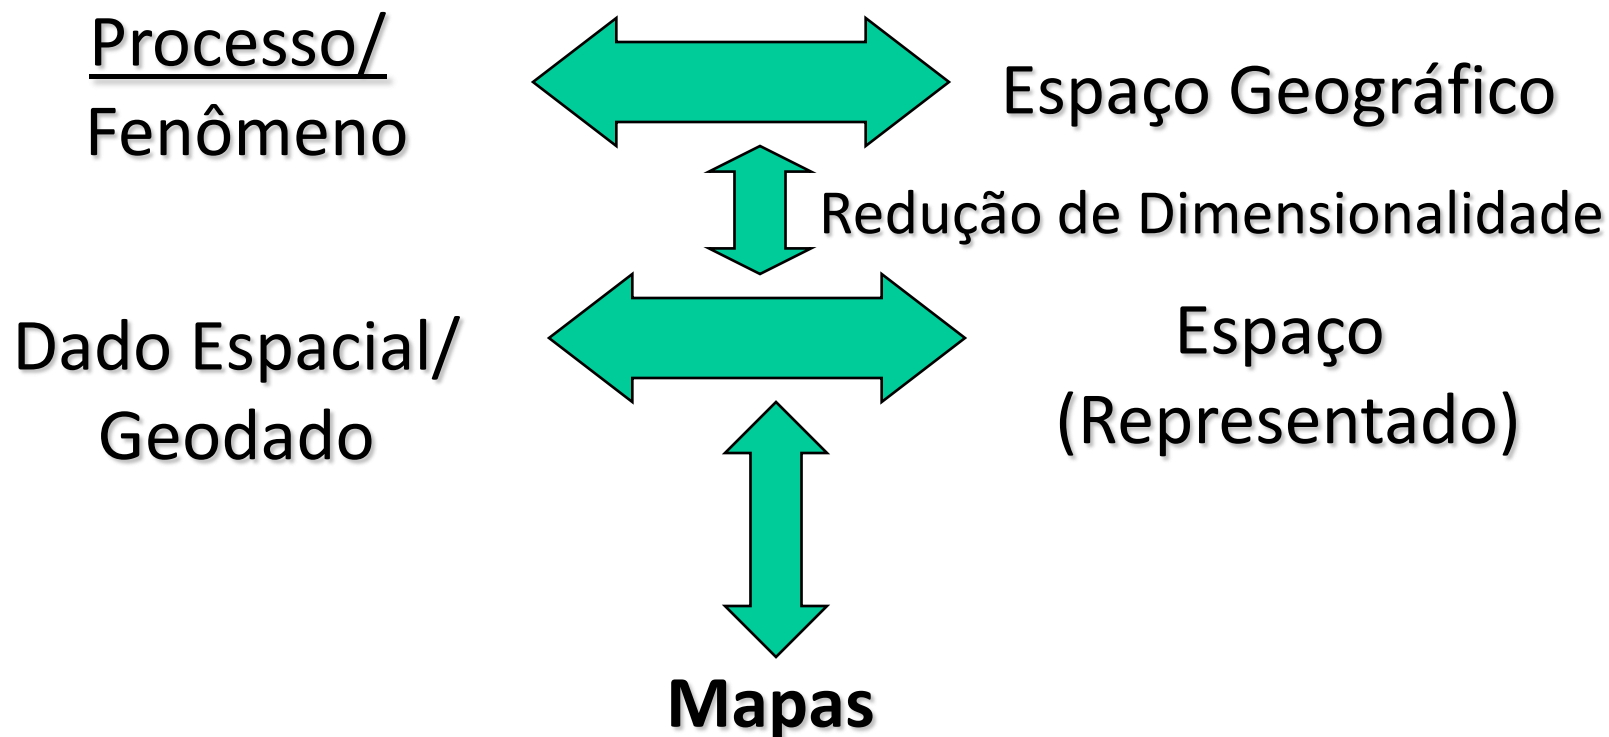 Processo/
Fenômeno
Espaço Geográfico
Redução de Dimensionalidade
Dado Espacial/
Geodado
Espaço
(Representado)
Mapas